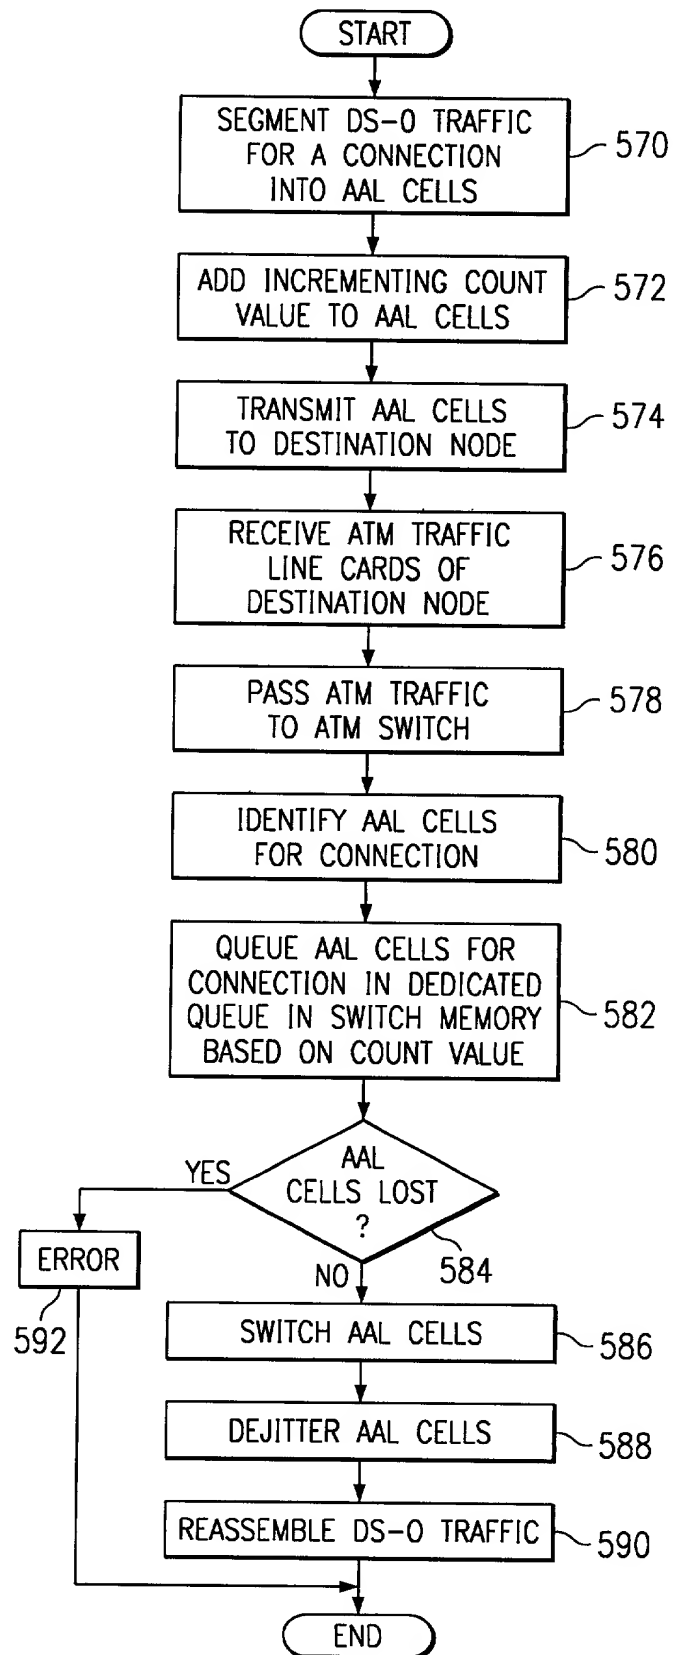 START
SEGMENT DS-0 TRAFFIC
FOR A CONNECTION
INTO AAL CELLS
570
ADD INCREMENTING COUNT
VALUE TO AAL CELLS
572
TRANSMIT AAL CELLS
TO DESTINATION NODE
574
RECEIVE ATM TRAFFIC
LINE CARDS OF
DESTINATION NODE
576
PASS ATM TRAFFIC
TO ATM SWITCH
578
IDENTIFY AAL CELLS
FOR CONNECTION
580
QUEUE AAL CELLS FOR
CONNECTION IN DEDICATED
QUEUE IN SWITCH MEMORY
BASED ON COUNT VALUE
582
AAL
CELLS LOST
?
584
YES
NO
ERROR
592
SWITCH AAL CELLS
586
DEJITTER AAL CELLS
588
REASSEMBLE DS-0 TRAFFIC
590
END